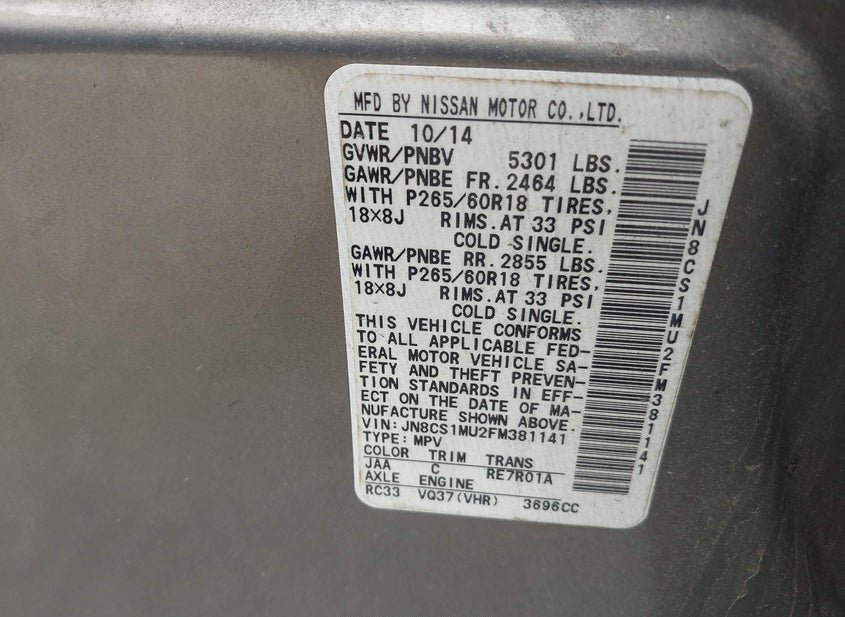 MFD BY NISSAN MOTOR CO.,LTD.
DATE 10/14
GVWR/PNBV 5301 LBS.
GAWR/PNBE FR. 2464 LBS.
WITH P265/60R18 TIRES,
18×8J RIMS.AT 33 PSI
COLD SINGLE.
GAWR/PNBE RR. 2855 LBS.
WITH P265/60R18 TIRES,
18×8J RIMS.AT 33 PSI
COLD SINGLE.
THIS VEHICLE CONFORMS
TO ALL APPLICABLE FED-
ERAL MOTOR VEHICLE SA-
FETY AND THEFT PREVEN-
TION STANDARDS IN EFF-
ECT ON THE DATE OF MA-
NUFACTURE SHOWN ABOVE.
VIN:JN8CS1MU2FM381141
TYPE:MPV
COLOR TRIM TRANS
JAA C RE7R01A
AXLE ENGINE
RC33 VQ37(VHR) 3696CC
JN8CS1MU2FM381141